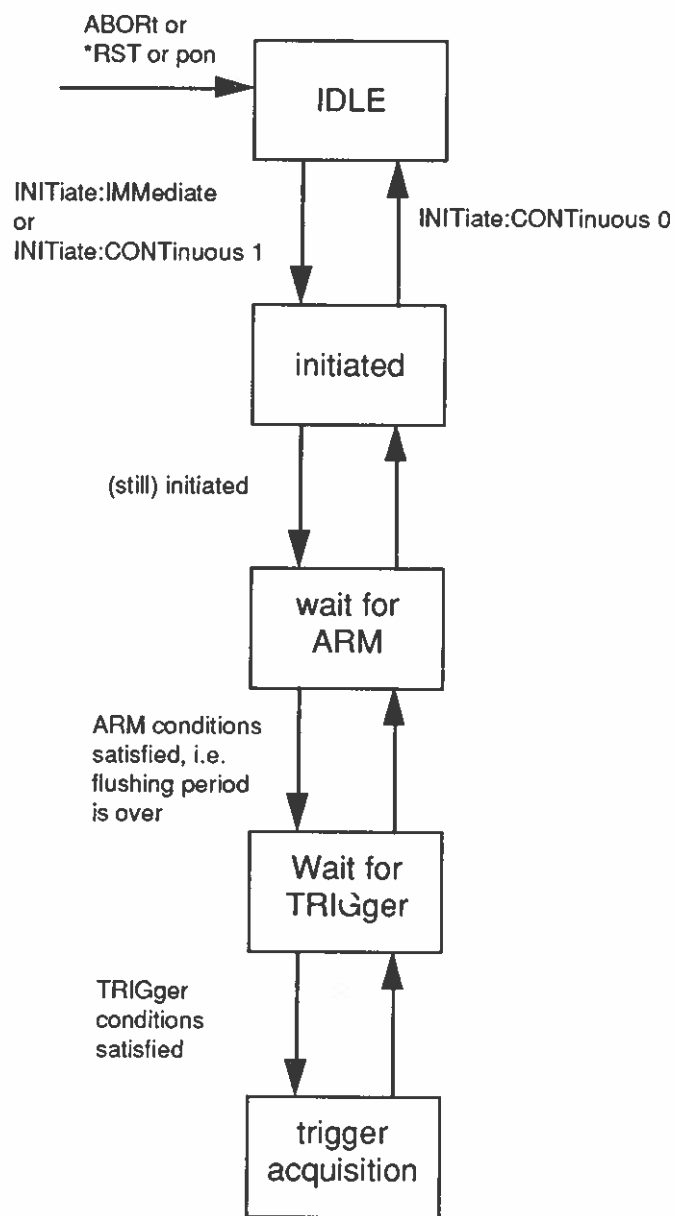 ABORt or
*RST or pon
IDLE
INITiate:IMMediate
or
INITiate:CONTinuous 1
INITiate:CONTinuous 0
initiated
(still) initiated
wait for
ARM
ARM conditions
satisfied, i.e.
flushing period
is over
Wait for
TRIGger
TRIGger
conditions
satisfied
trigger
acquisition